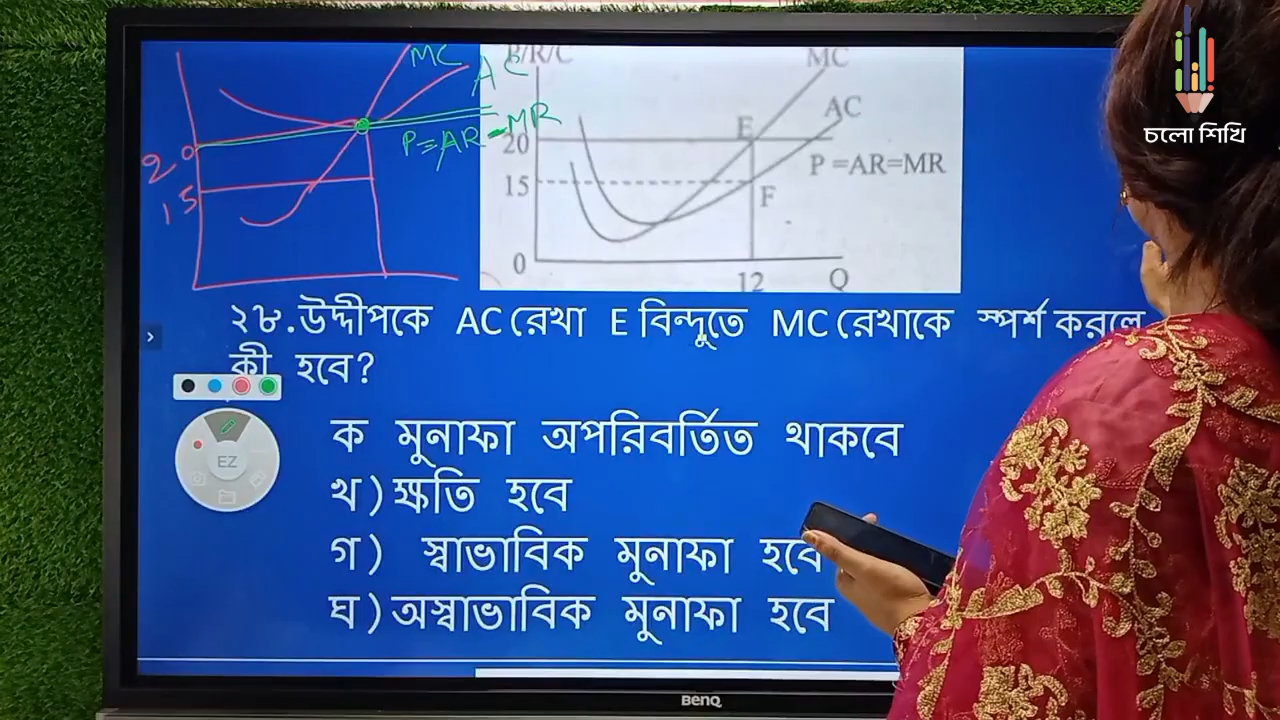 MC
AC
P=AR=MR
20
15
P/R/C
MC
AC
E
20
P =AR=MR
15
F
0
12
Q
চলো শিখি
২৮.উদ্দীপকে AC রেখা E বিন্দুতে MC রেখাকে স্পর্শ করলে
কী হবে?
EZ
ক মুনাফা অপরিবর্তিত থাকবে
খ) ক্ষতি হবে
গ) স্বাভাবিক মুনাফা হবে
ঘ) অস্বাভাবিক মুনাফা হবে
BenQ